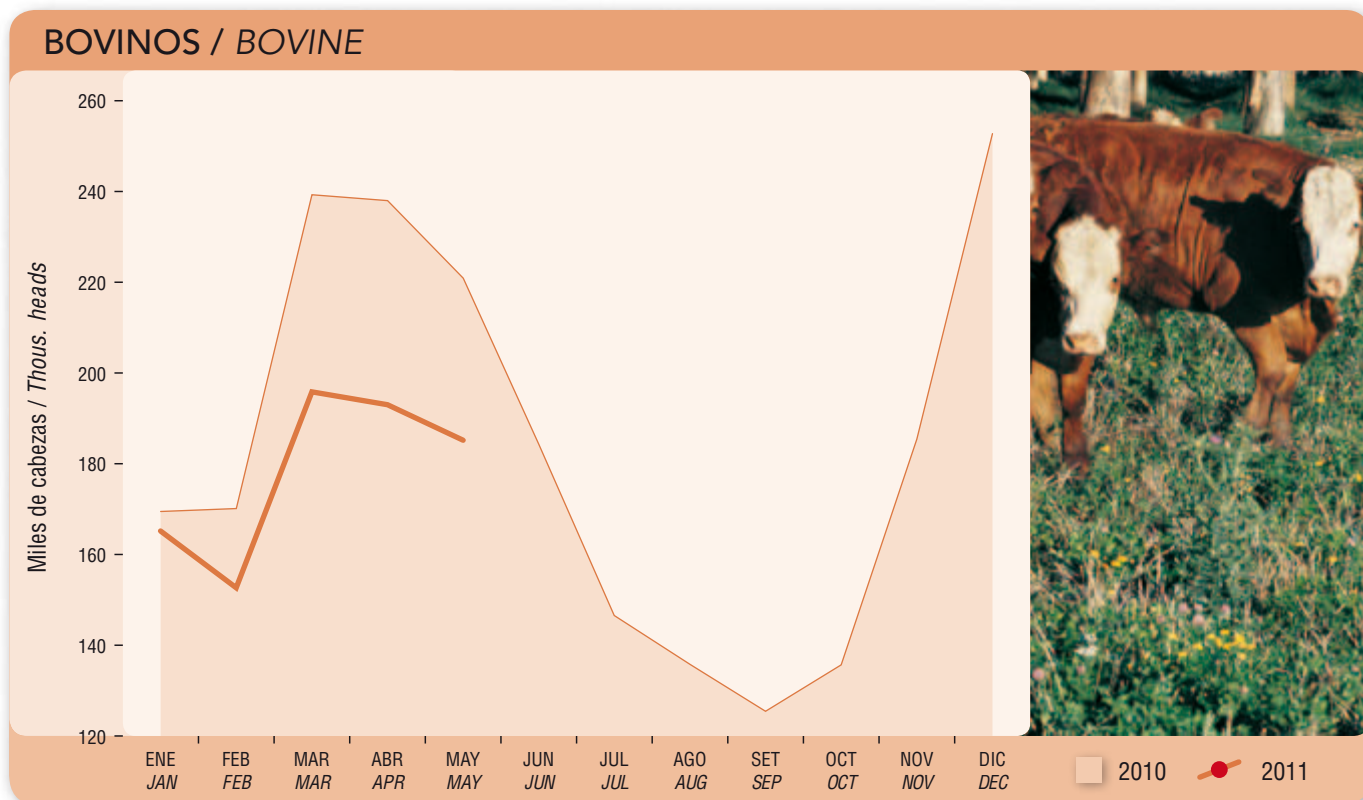 BOVINOS / BOVINE
Miles de cabezas / Thous. heads
260
240
220
200
180
160
140
120
ENE FEB MAR ABR MAY JUN JUL AGO SET OCT NOV DIC
JAN FEB MAR APR MAY JUN JUL AUG SEP OCT NOV DEC
2010 2011